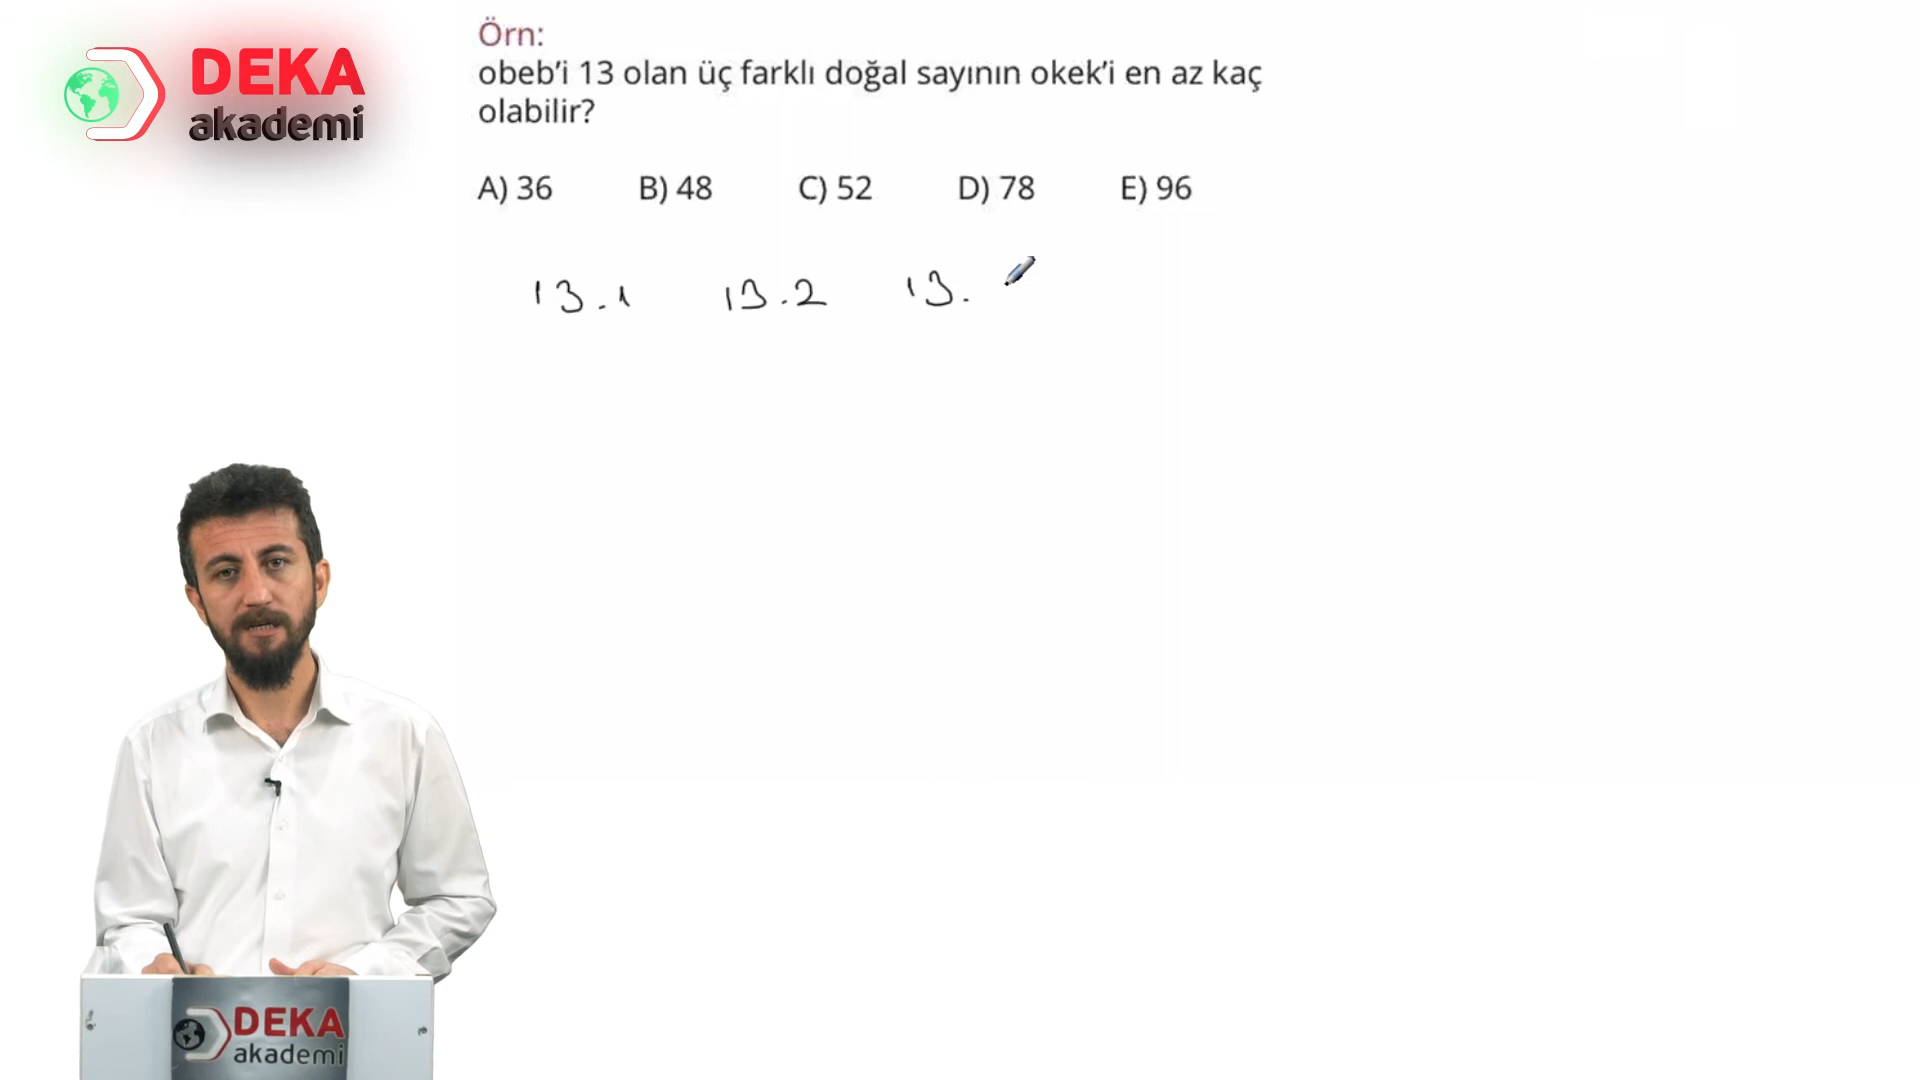 DEKA
akademi
Örn:
obeb’i 13 olan üç farklı doğal sayının okek’i en az kaç
olabilir?
A) 36 B) 48 C) 52 D) 78 E) 96
13.1 13.2 13.
DEKA
akademi